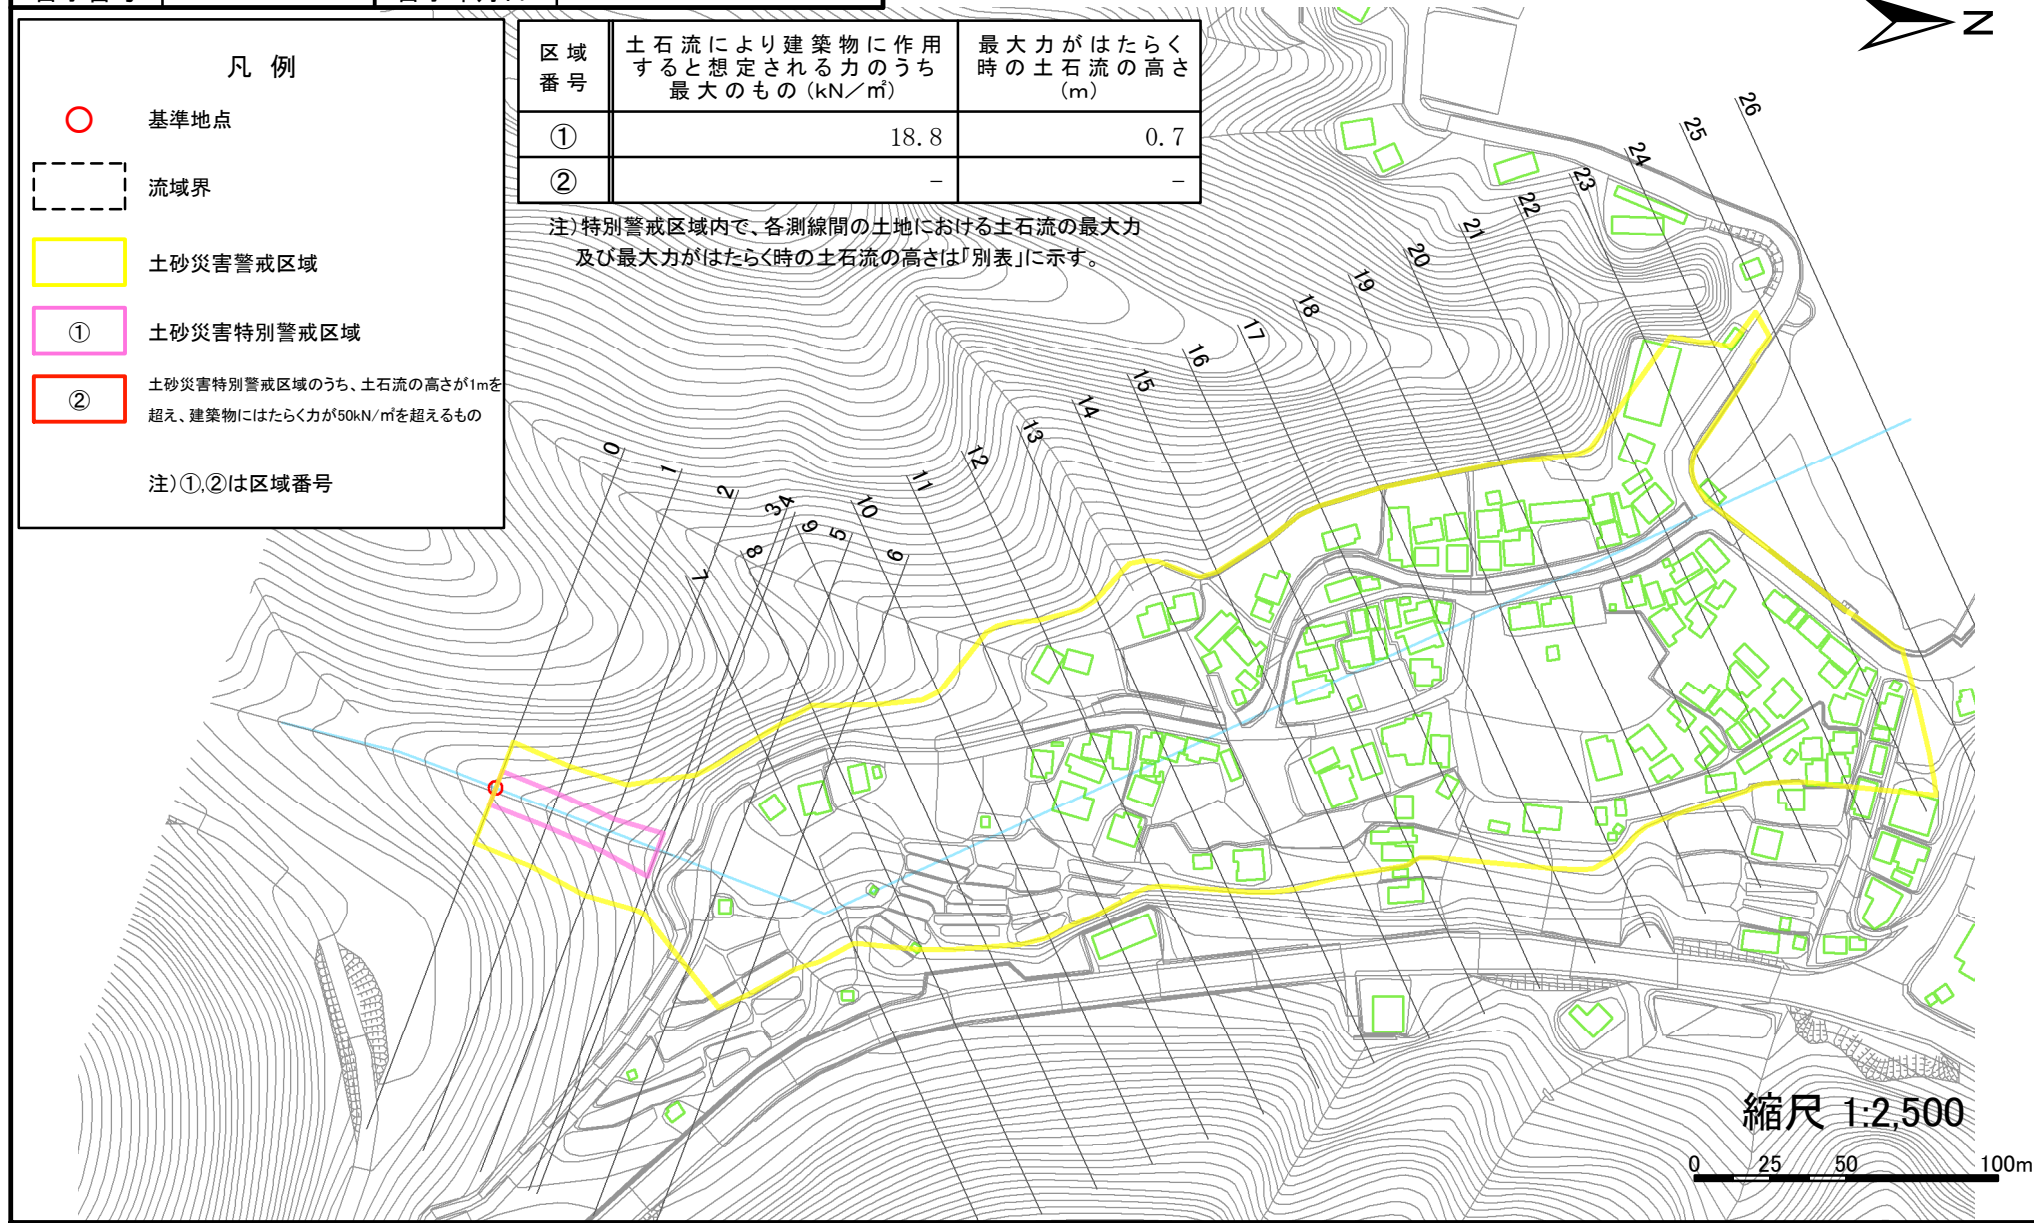 凡例
基準地点
流域界
土砂災害警戒区域
① 土砂災害特別警戒区域
② 土砂災害特別警戒区域のうち、土石流の高さが1mを
超え、建築物にはたらく力が50kN/㎡を超えるもの
注)①,②は区域番号
区域
番号
土石流により建築物に作用
すると想定される力のうち
最大のもの(kN/㎡)
最大力がはたらく
時の土石流の高さ
(m)
① 18.8 0.7
② － －
注)特別警戒区域内で、各測線間の土地における土石流の最大力
及び最大力がはたらく時の土石流の高さは「別表」に示す。
N
0
1
2
3
4
9
5
10
6
8
7
11
12
13
14
15
16
17
18
19
20
21
22
23
24
25
26
縮尺 1:2,500
0 25 50 100m